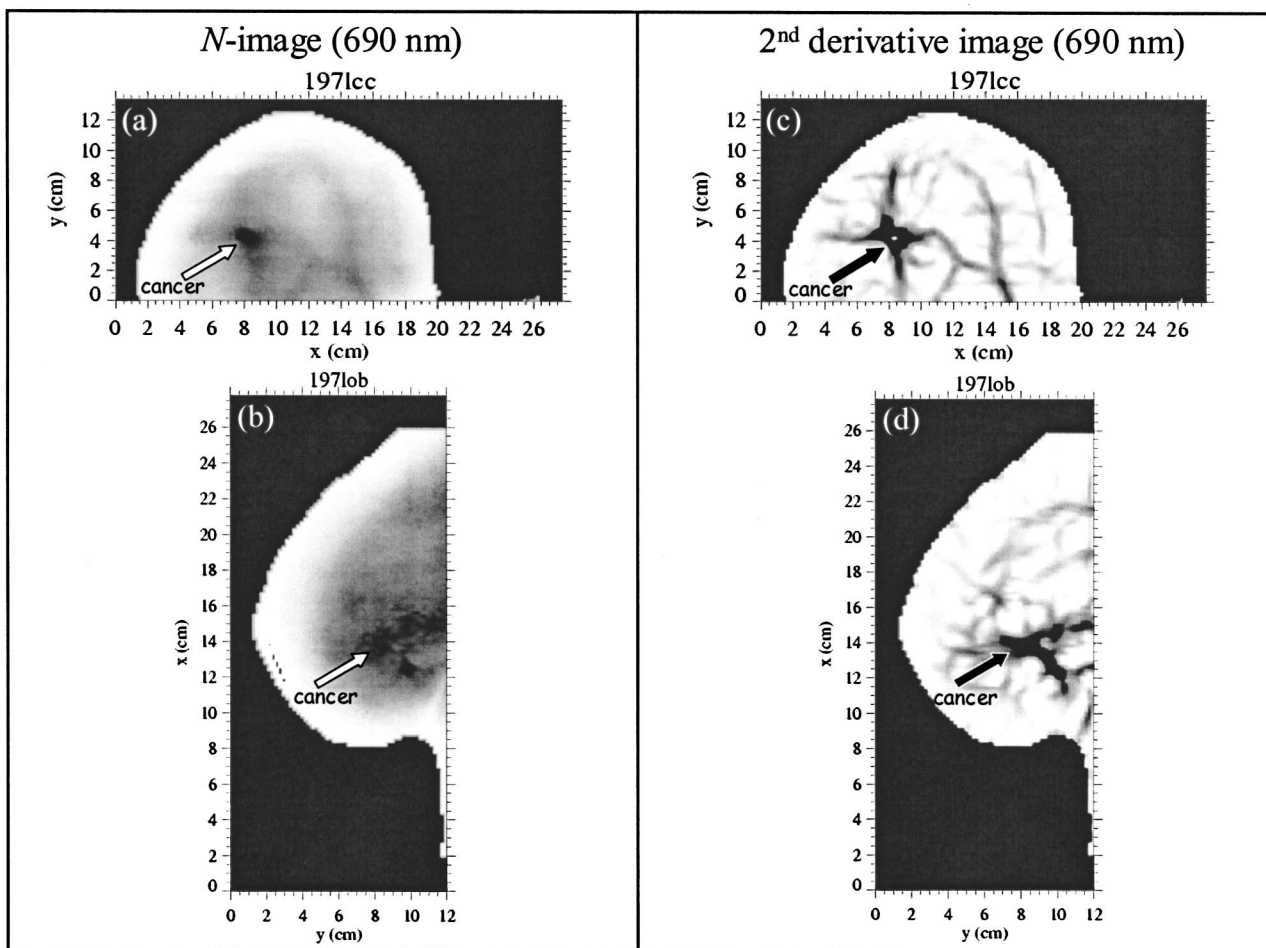 N-image (690 nm)
197lcc
(a)
y (cm)
12
10
8
6
4
2
0
cancer
0 2 4 6 8 10 12 14 16 18 20 22 24 26
x (cm)
197lob
(b)
x (cm)
26
24
22
20
18
16
14
12
10
8
6
4
2
0
cancer
0 2 4 6 8 10 12
y (cm)
2nd derivative image (690 nm)
197lcc
(c)
y (cm)
12
10
8
6
4
2
0
cancer
0 2 4 6 8 10 12 14 16 18 20 22 24 26
x (cm)
197lob
(d)
x (cm)
26
24
22
20
18
16
14
12
10
8
6
4
2
0
cancer
0 2 4 6 8 10 12
y (cm)